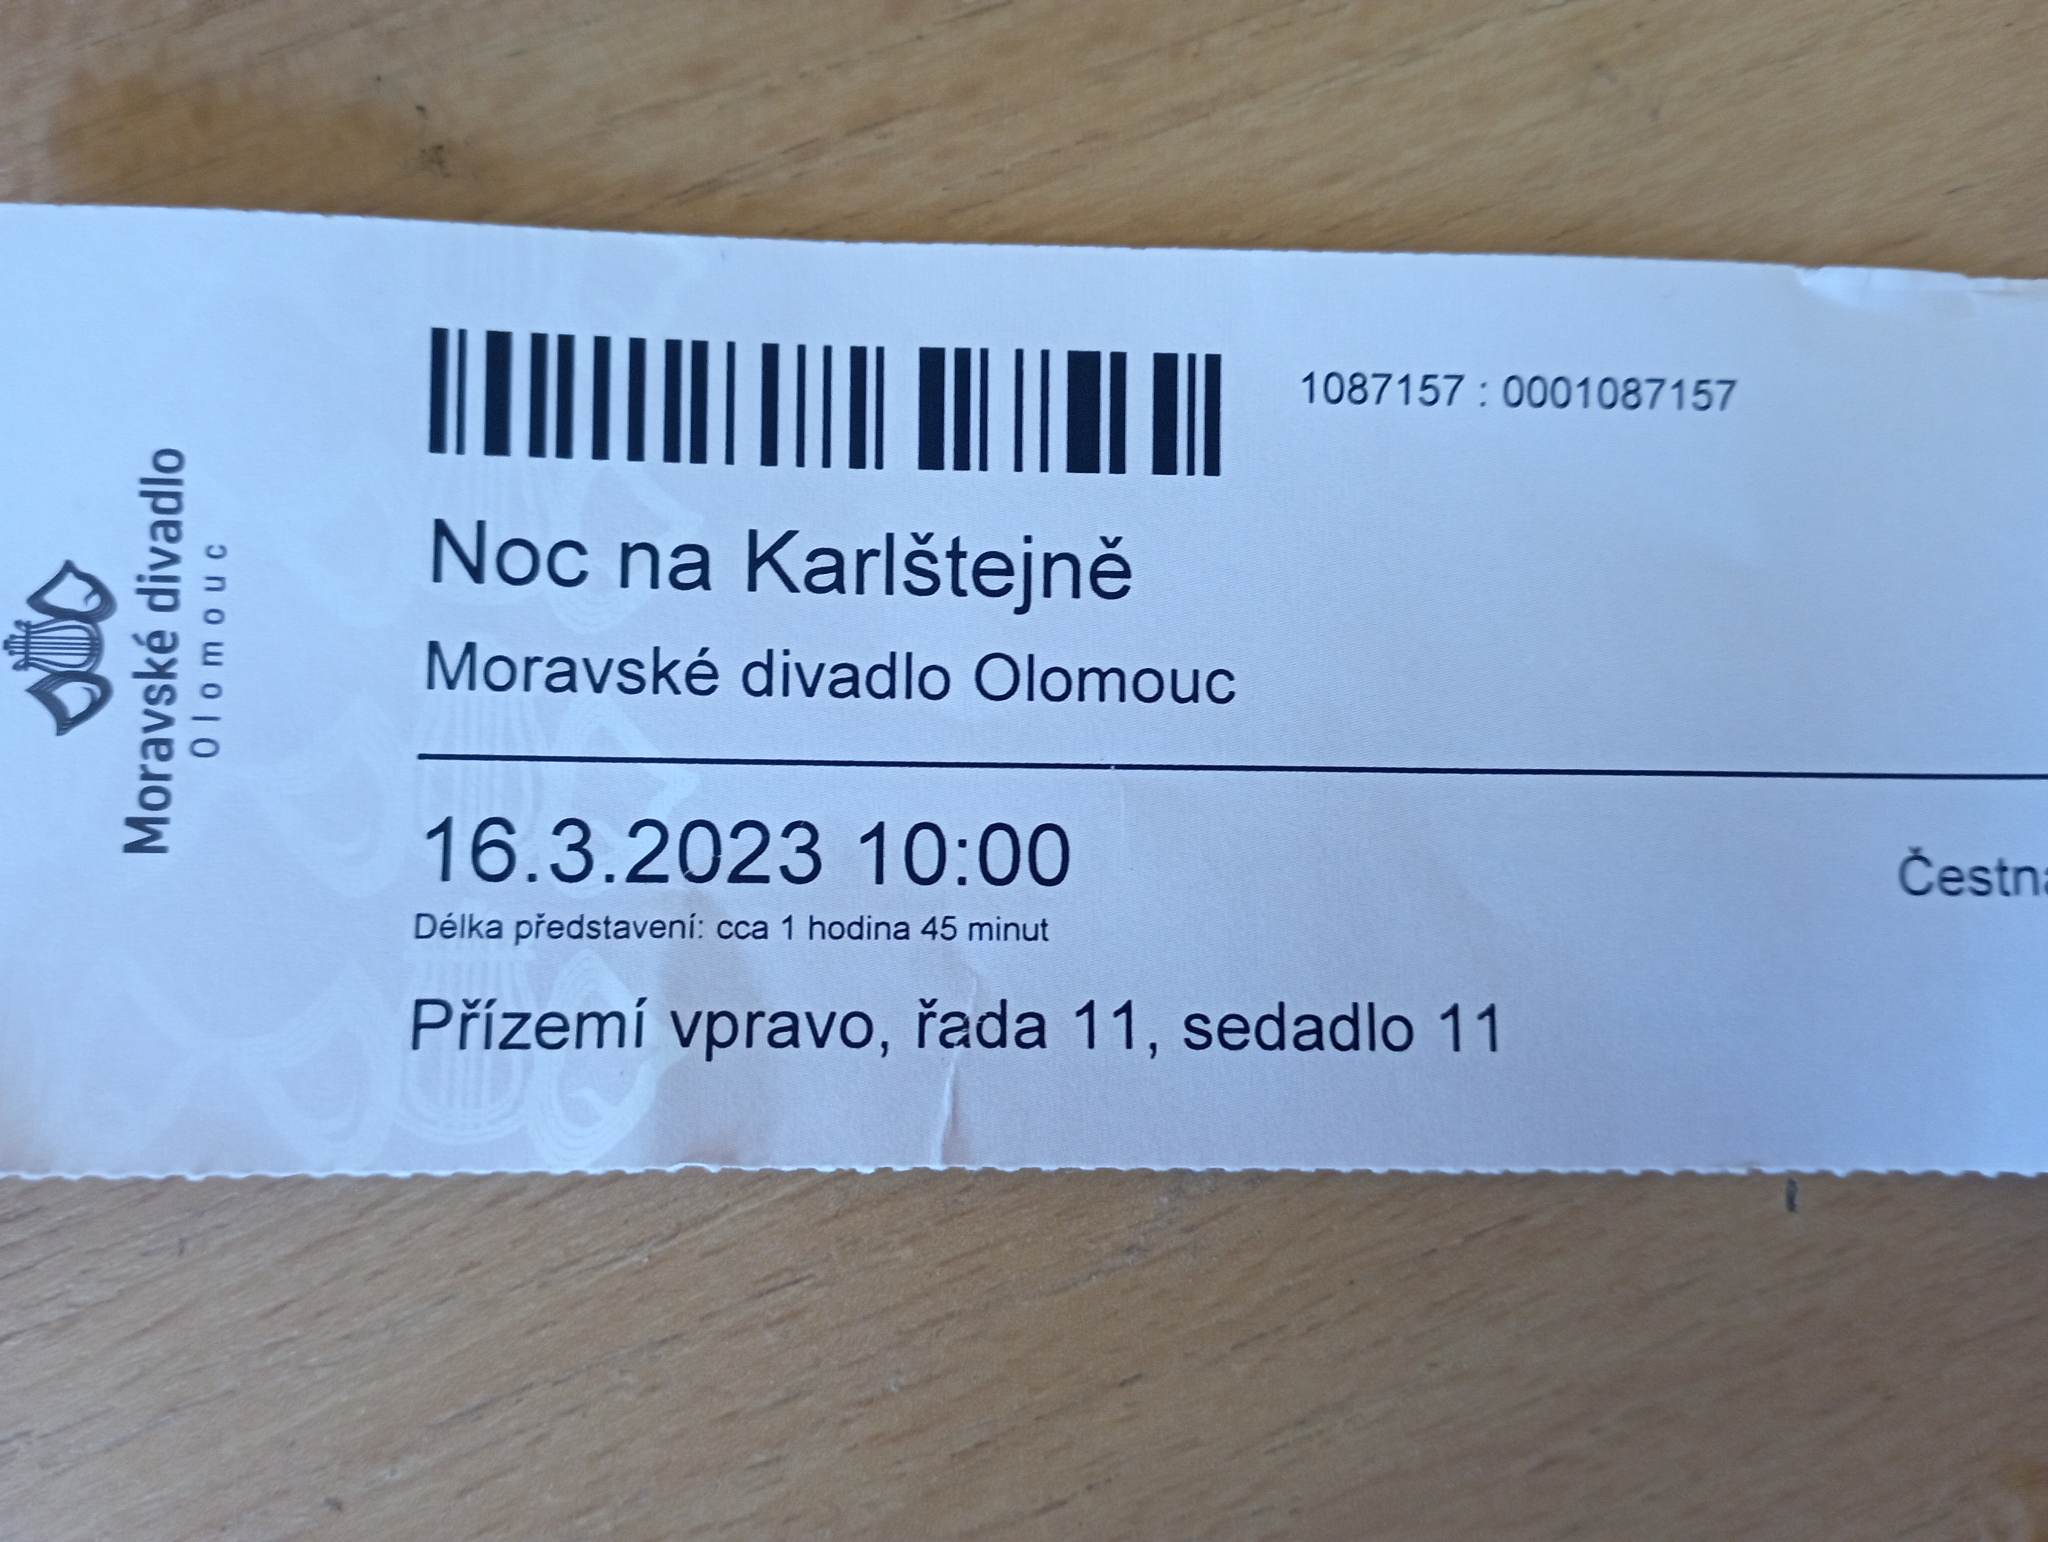 Moravské divadlo
Olomouc
1087157 : 0001087157
Noc na Karlštejně
Moravské divadlo Olomouc
16.3.2023 10:00
Čestn
Délka představení: cca 1 hodina 45 minut
Přízemí vpravo, řada 11, sedadlo 11